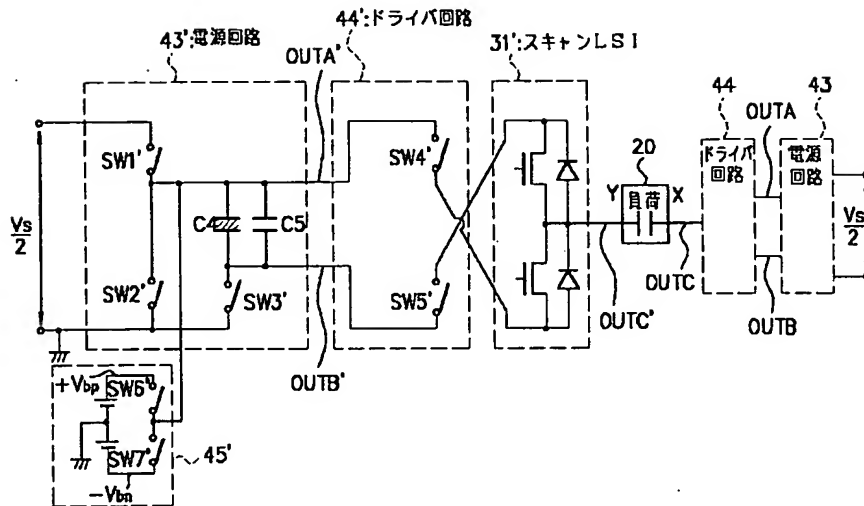 44':ドライバ回路
43':電源回路
OUTA'
31':スキャンLSI
44
43
OUTA
SW1'
SW4'
20
ドライバ
回路
電源
回路
Y
負荷
X
C4
C5
Vs
2
Vs
2
SW2'
SW3'
SW5'
OUTC
OUTC'
OUTB
OUTB'
+Vbp
SW6'
SW7'
45'
-Vbn